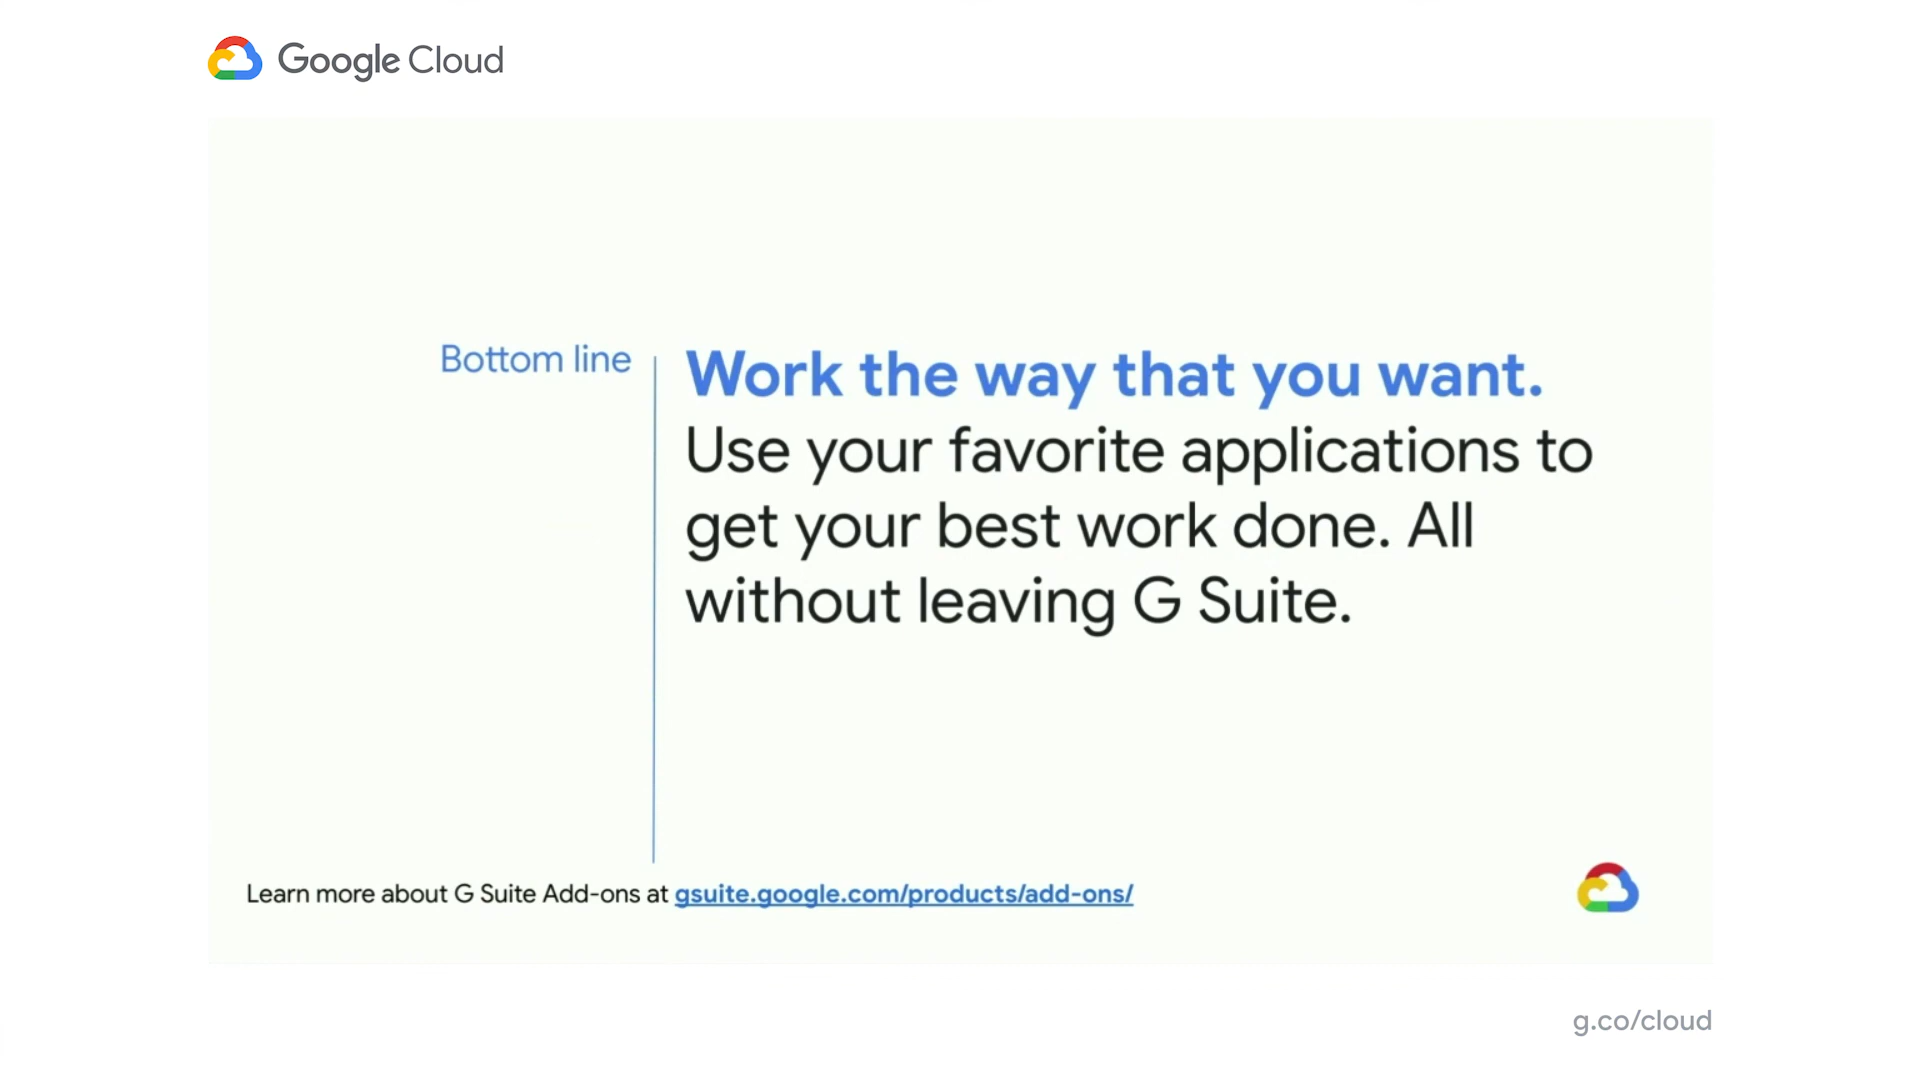 Google Cloud
Bottom line
Work the way that you want.
Use your favorite applications to
get your best work done. All
without leaving G Suite.
Learn more about G Suite Add-ons at gsuite.google.com/products/add-ons/
g.co/cloud